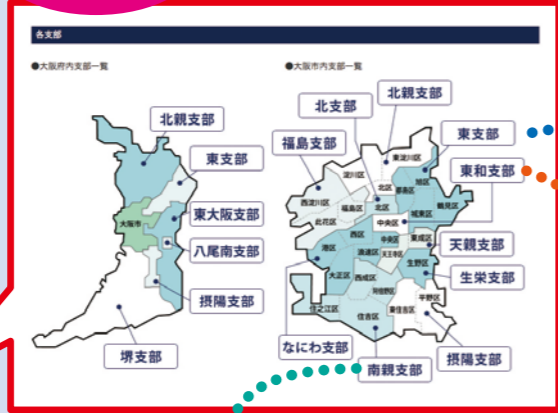 各支部
●大阪府内支部一覧
●大阪市内支部一覧
北親支部
東支部
東大阪支部
八尾南支部
摂陽支部
堺支部
大阪市
北支部
北親支部
福島支部
東支部
東和支部
天親支部
生栄支部
摂陽支部
南親支部
なにわ支部
東淀川区
淀川区
北区
旭区
都島区
西淀川区
福島区
北区
城東区
鶴見区
此花区
中央区
西区
中央区
東成区
港区
浪速区
天王寺区
生野区
大正区
西成区
阿倍野区
平野区
住之江区
住吉区
東住吉区